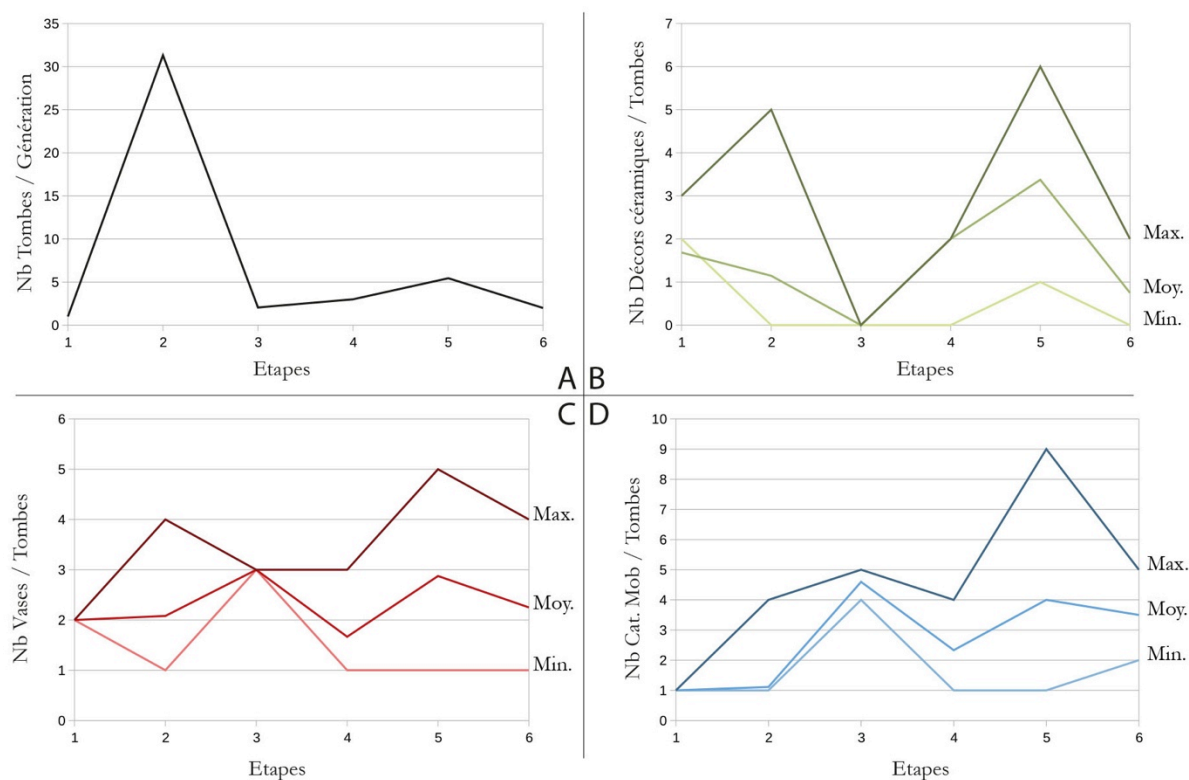 Nb Tombes / Génération
35
30
25
20
15
10
5
0
1 2 3 4 5 6
Etapes
A
Nb Décors céramiques / Tombes
7
6
5
4
3
2
1
0
Max.
Moy.
Min.
1 2 3 4 5 6
Etapes
B
C
Nb Vases / Tombes
6
5
4
3
2
1
0
Max.
Moy.
Min.
1 2 3 4 5 6
Etapes
D
Nb Cat. Mob / Tombes
10
9
8
7
6
5
4
3
2
1
0
Max.
Moy.
Min.
1 2 3 4 5 6
Etapes